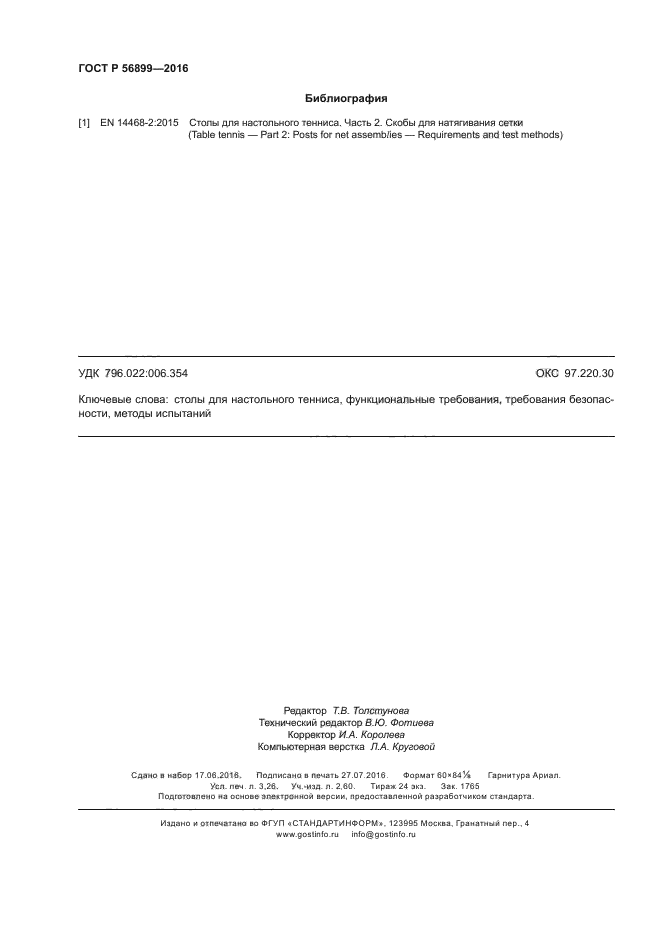 ГОСТ Р 56899—2016
Библиография
[1] EN 14468-2:2015 Столы для настольного тенниса. Часть 2. Скобы для натягивания сетки
(Table tennis — Part 2: Posts for net assemb/ies — Requirements and test methods)
УДК 796.022:006.354 ОКС 97.220.30
Ключевые слова: столы для настольного тенниса, функциональные требования, требования безопас-
ности, методы испытаний
Редактор Т.В. Толстунова
Технический редактор В.Ю. Фотиева
Корректор И.А. Королева
Компьютерная верстка Л.А. Круговой
Сдано в набор 17.06.2016. Подписано в печать 27.07.2016. Формат 60×84⅛ Гарнитура Ариал.
Усл. печ. л. 3,26. Уч.-изд. л. 2,60. Тираж 24 экз. Зак. 1765
Подготовлено на основе электронной версии, предоставленной разработчиком стандарта.
Издано и отпечатано во ФГУП «СТАНДАРТИНФОРМ», 123995 Москва, Гранатный пер., 4
www.gostinfo.ru info@gostinfo.ru